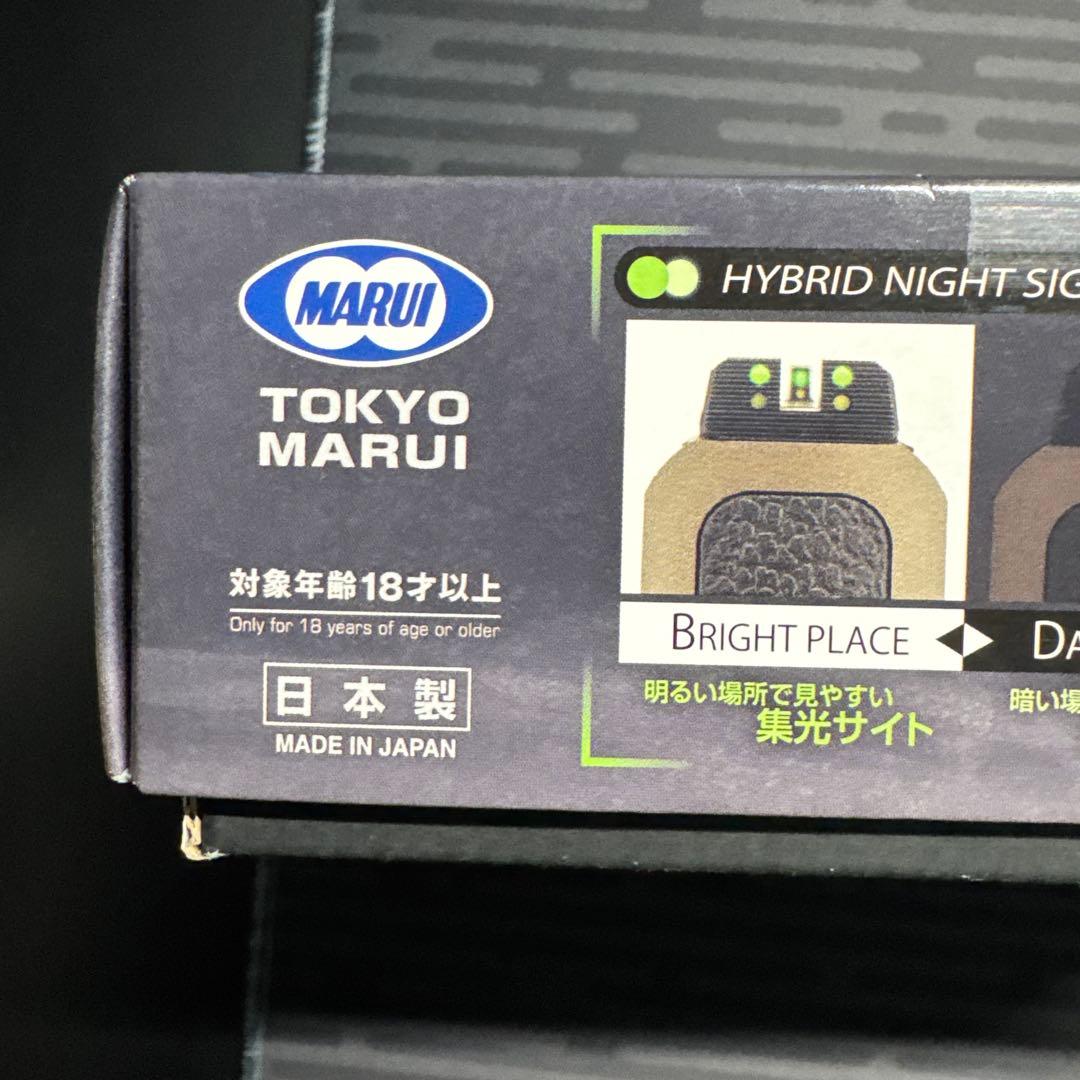 MARUI
TOKYO
MARUI
対象年齢18才以上
Only for 18 years of age or older
日本製
MADE IN JAPAN
HYBRID NIGHT SIG
BRIGHT PLACE
DA
明るい場所で見やすい
集光サイト
暗い場